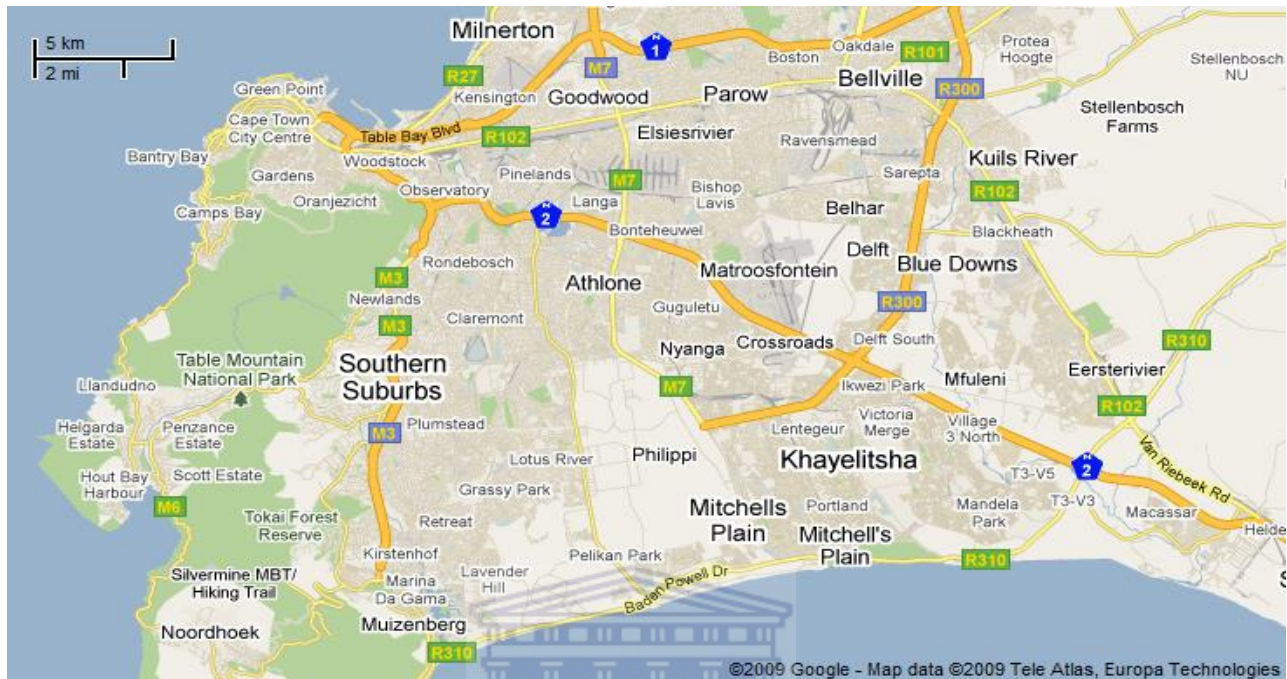 5 km
2 mi
Milnerton
N
1
Boston
Oakdale
R101
Protea
Hoogte
Stellenbosch
NU
R27
M7
Kensington
Goodwood
Parow
Bellville
R300
Green Point
Cape Town
City Centre
Table Bay Blvd
R102
Elsiesrivier
Ravensmead
Stellenbosch
Farms
Bantry Bay
Woodstock
Gardens
Pinelands
M7
Bishop
Lavis
Sarepta
Kuils River
R102
Oranjezicht
Observatory
Langa
Camps Bay
N
2
Bonteheuwel
Belhar
Blackheath
Rondebosch
Delft
Blue Downs
M3
Athlone
Matroosfontein
Newlands
Guguletu
R300
M3
Claremont
Nyanga
Crossroads
Delft South
R310
Table Mountain
National Park
Southern
Suburbs
Llandudno
M7
Ikwezi Park
Mfuleni
Eersterivier
R102
Helgarda
Estate
Penzance
Estate
M3
Plumstead
Lentegeur
Victoria
Merge
Village
3 North
Van Riebeek Rd
Hout Bay
Harbour
Scott Estate
Lotus River
Philippi
Khayelitsha
T3-V5
N
2
M6
Grassy Park
Mitchells
Plain
Portland
Mandela
Park
T3-V3
Macassar
Tokai Forest
Reserve
Retreat
Mitchell's
Plain
Helde
Kirstenhof
Pelikan Park
R310
Silvermine MBT/
Hiking Trail
Marina
Da Gama
Lavender
Hill
Baden Powell Dr
S
Noordhoek
Muizenberg
R310
©2009 Google - Map data ©2009 Tele Atlas, Europa Technologies